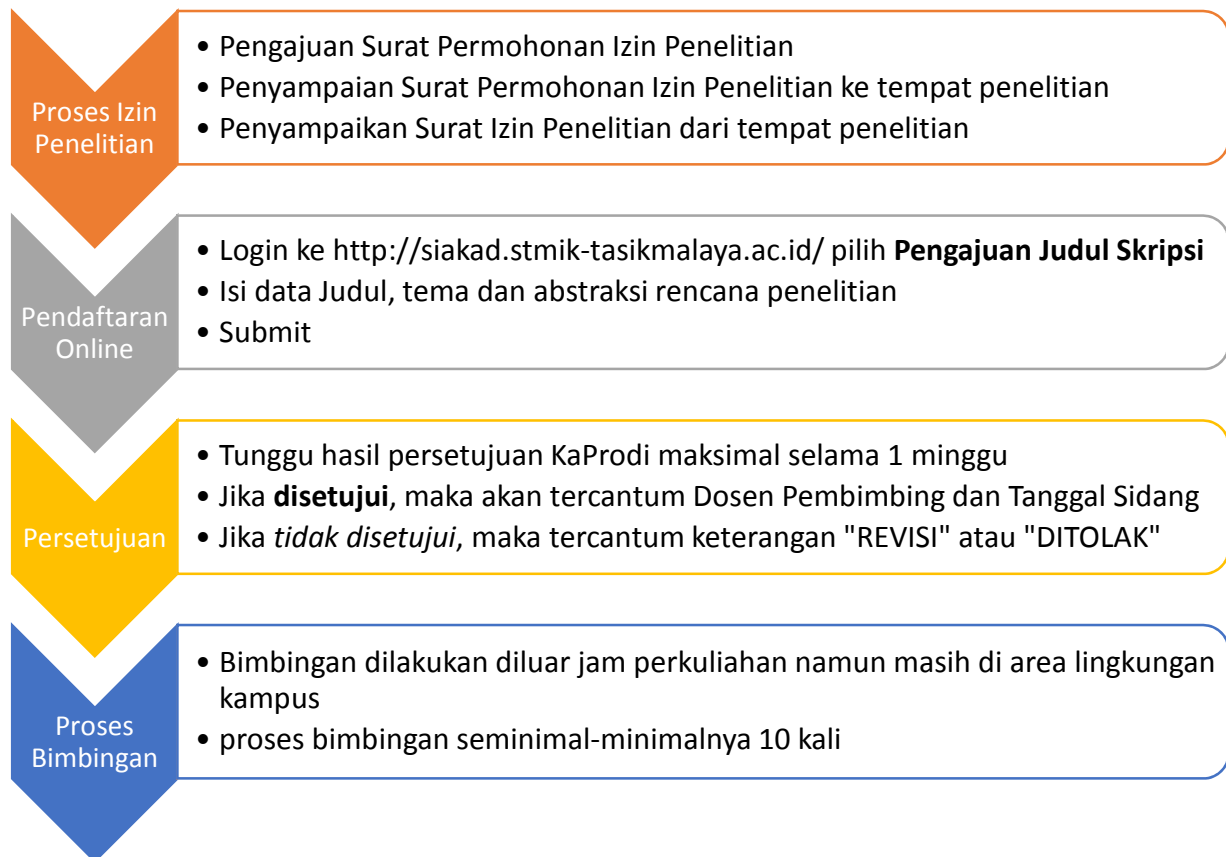 Proses Izin
Penelitian
• Pengajuan Surat Permohonan Izin Penelitian
• Penyampaian Surat Permohonan Izin Penelitian ke tempat penelitian
• Penyampaikan Surat Izin Penelitian dari tempat penelitian
Pendaftaran
Online
• Login ke http://siakad.stmik-tasikmalaya.ac.id/ pilih Pengajuan Judul Skripsi
• Isi data Judul, tema dan abstraksi rencana penelitian
• Submit
Persetujuan
• Tunggu hasil persetujuan KaProdi maksimal selama 1 minggu
• Jika disetujui, maka akan tercantum Dosen Pembimbing dan Tanggal Sidang
• Jika tidak disetujui, maka tercantum keterangan "REVISI" atau "DITOLAK"
Proses
Bimbingan
• Bimbingan dilakukan diluar jam perkuliahan namun masih di area lingkungan
kampus
• proses bimbingan seminimal-minimalnya 10 kali